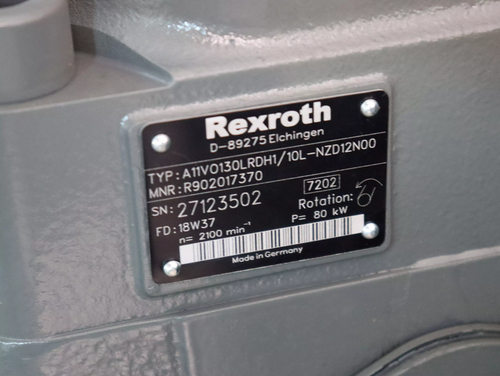 Rexroth
D-89275 Elchingen
TYP: A11VO130LRDH1/10L-NZD12N00
MNR: R902017370
SN: 27123502 7202
FD: 18W37 Rotation:
n= 2100 min⁻¹ P= 80 kW
Made in Germany